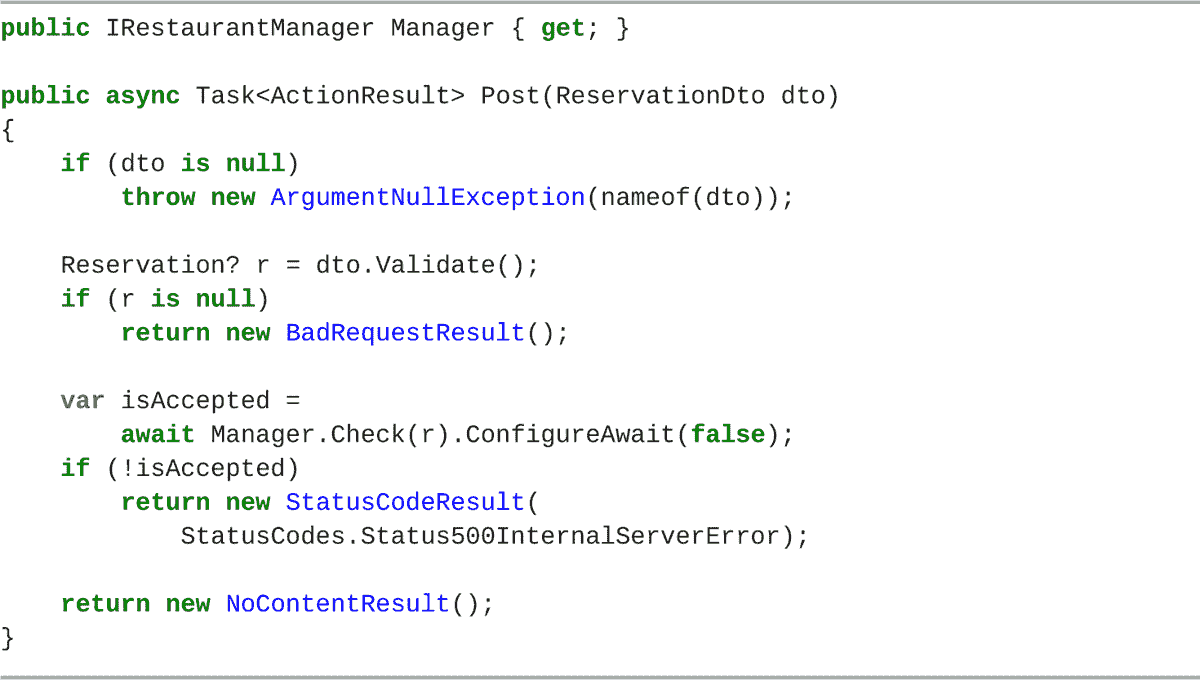 public IRestaurantManager Manager { get; }
public async Task<ActionResult> Post(ReservationDto dto)
{
    if (dto is null)
        throw new ArgumentNullException(nameof(dto));
    Reservation? r = dto.Validate();
    if (r is null)
        return new BadRequestResult();
    var isAccepted =
        await Manager.Check(r).ConfigureAwait(false);
    if (!isAccepted)
        return new StatusCodeResult(
            StatusCodes.Status500InternalServerError);
    return new NoContentResult();
}